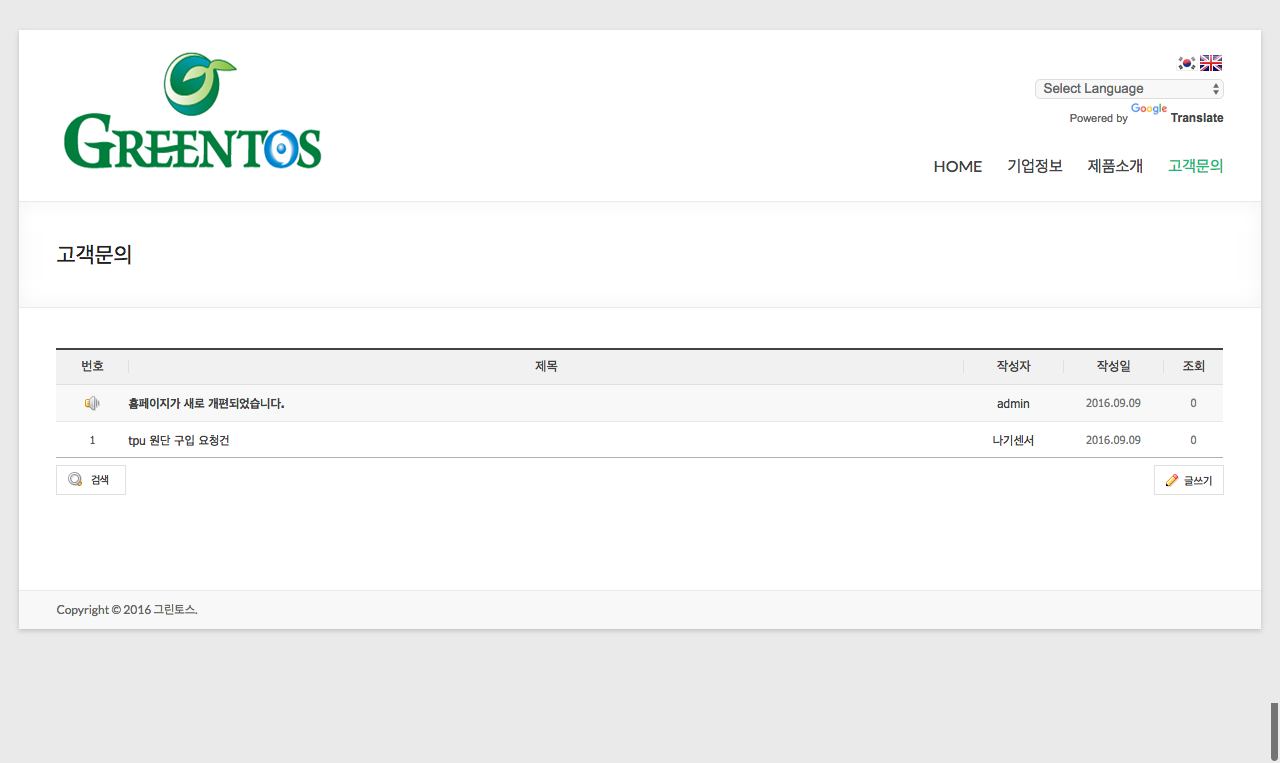 GREENTOS
Select Language
Powered by Google Translate
HOME 기업정보 제품소개 고객문의
고객문의
번호 제목 작성자 작성일 조회
홈페이지가 새로 개편되었습니다. admin 2016.09.09 0
1 tpu 원단 구입 요청건 나기센서 2016.09.09 0
검색 글쓰기
Copyright © 2016 그린토스.